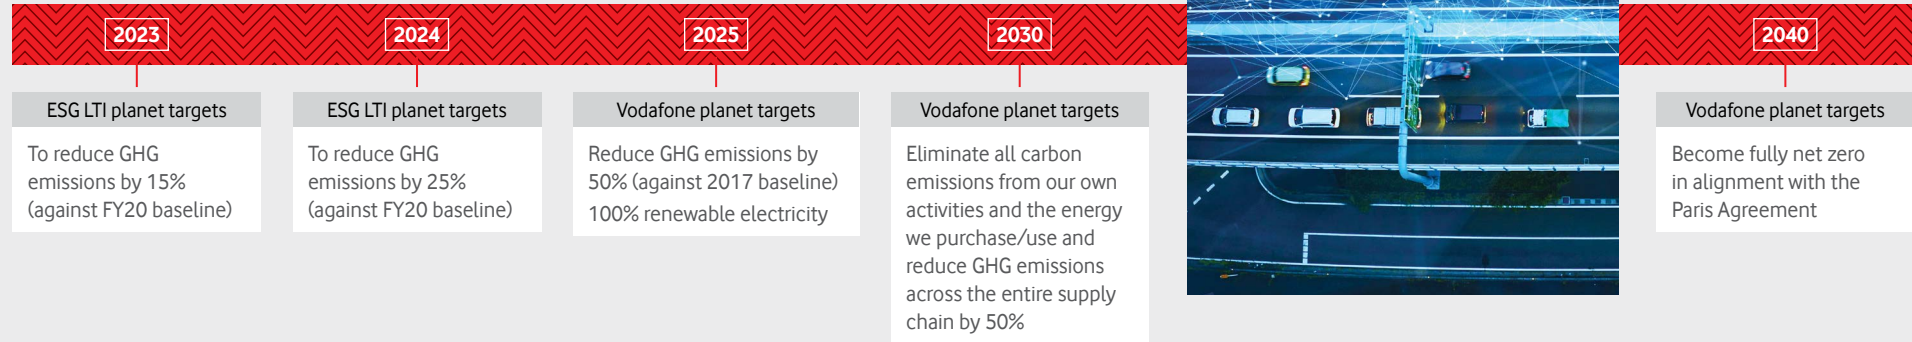 2023
ESG LTI planet targets
To reduce GHG
emissions by 15%
(against FY20 baseline)
2024
ESG LTI planet targets
To reduce GHG
emissions by 25%
(against FY20 baseline)
2025
Vodafone planet targets
Reduce GHG emissions by
50% (against 2017 baseline)
100% renewable electricity
2030
Vodafone planet targets
Eliminate all carbon
emissions from our own
activities and the energy
we purchase/use and
reduce GHG emissions
across the entire supply
chain by 50%
2040
Vodafone planet targets
Become fully net zero
in alignment with the
Paris Agreement